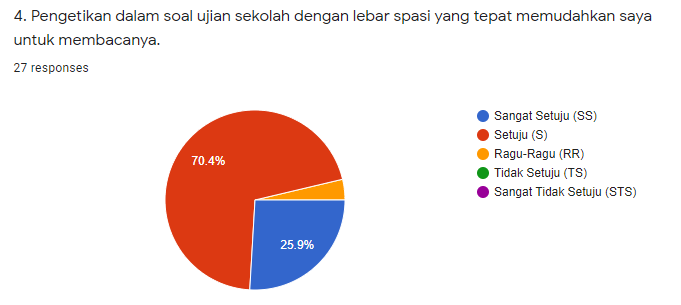 4. Pengetikan dalam soal ujian sekolah dengan lebar spasi yang tepat memudahkan saya
untuk membacanya.
27 responses
Sangat Setuju (SS)
Setuju (S)
Ragu-Ragu (RR)
Tidak Setuju (TS)
Sangat Tidak Setuju (STS)
70.4%
25.9%